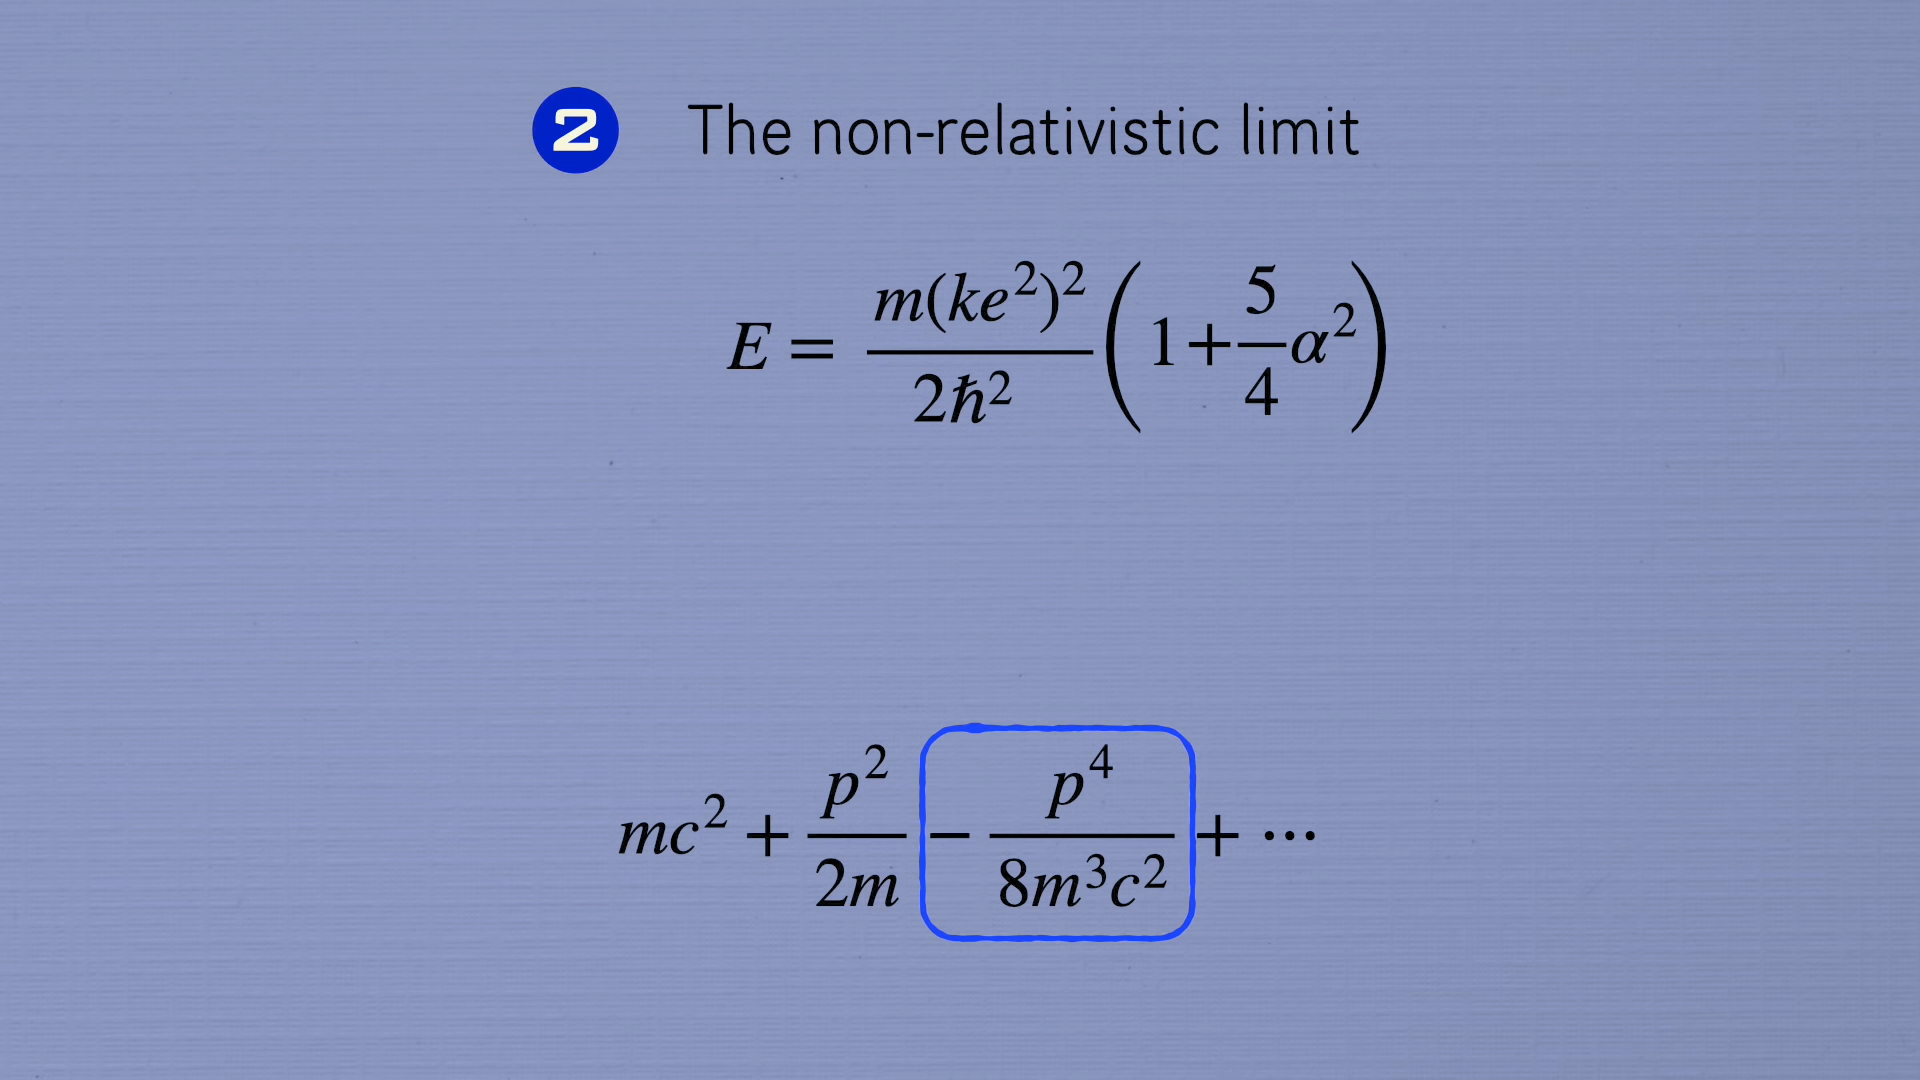 2 The non-relativistic limit
E = m(ke²)² / 2ħ² (1 + 5/4 α²)
mc² + p²/2m − p⁴/8m³c² + ⋯